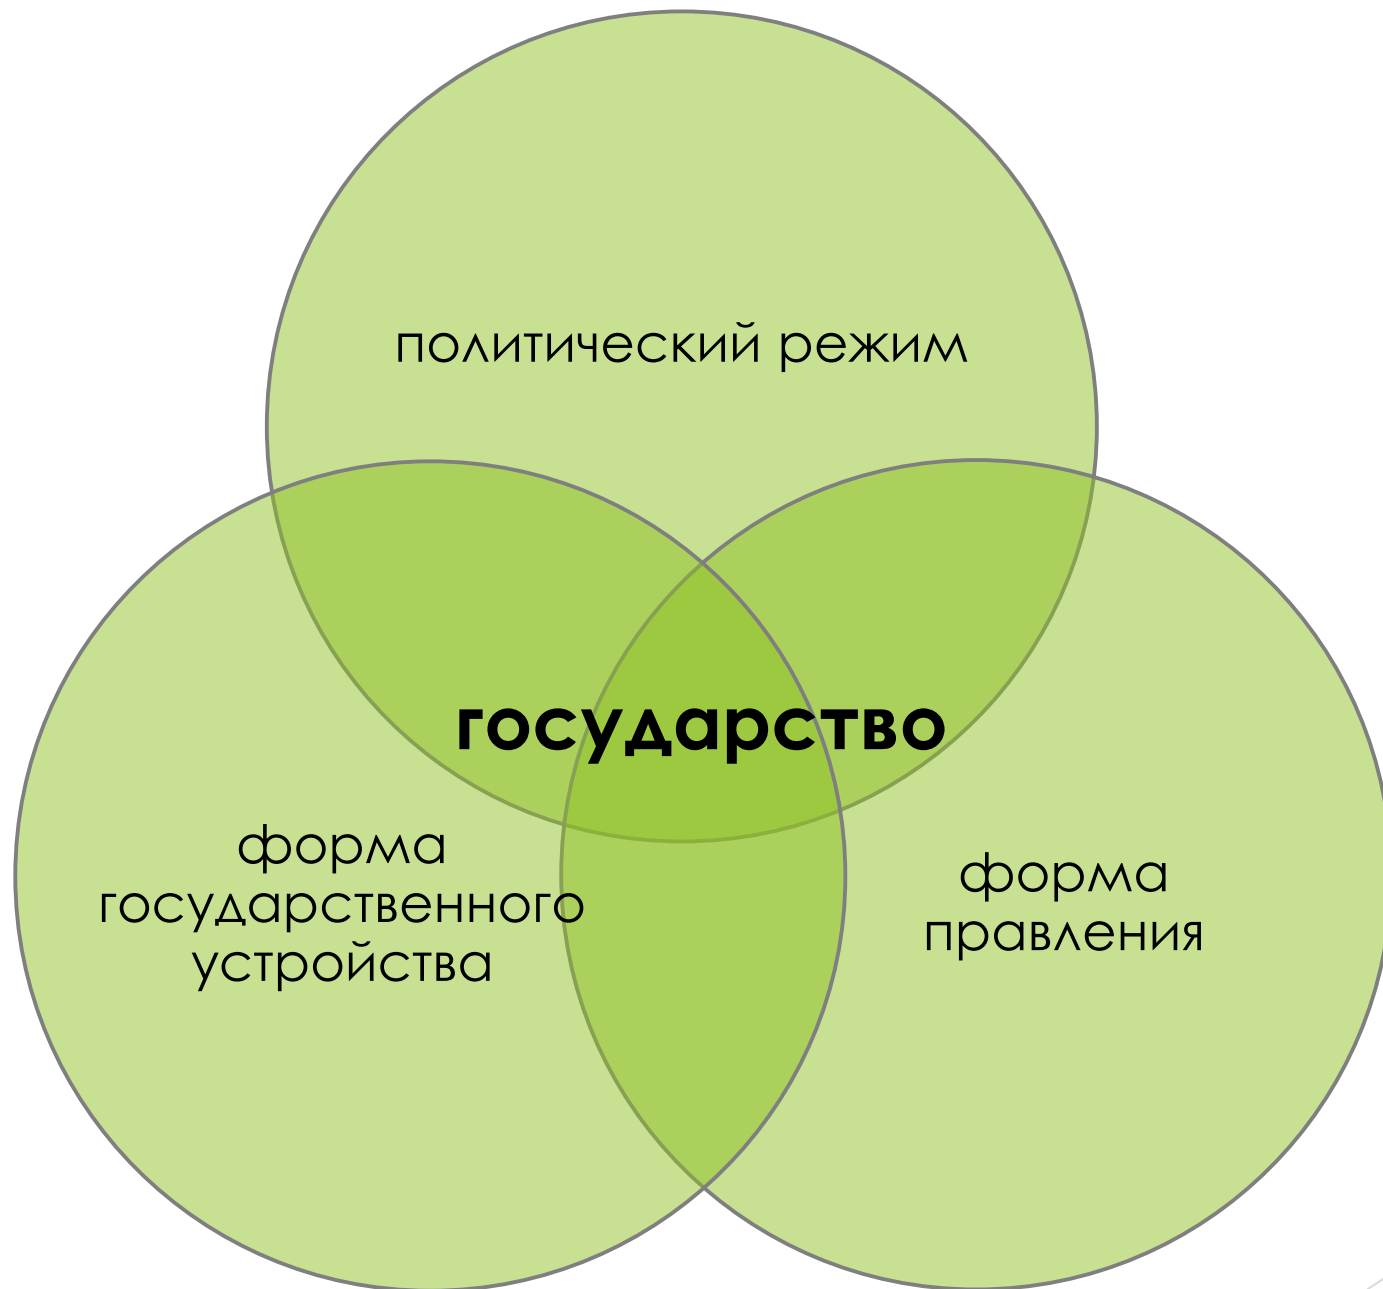 политический режим
государство
форма
государственного
устройства
форма
правления